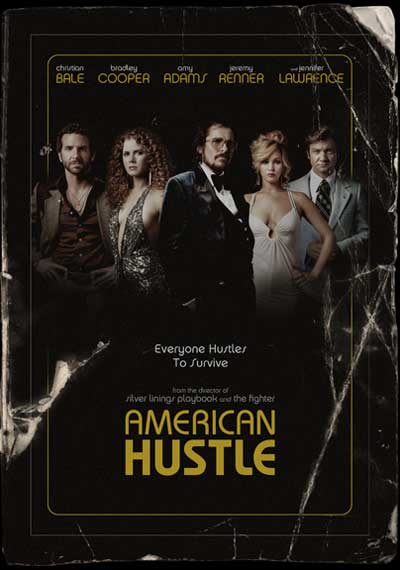 christian bradley amy jeremy and jennifer
BALE COOPER ADAMS RENNER LAWRENCE
Everyone Hustles
To Survive
from the director of
silver linings playbook and the fighter
AMERICAN
HUSTLE